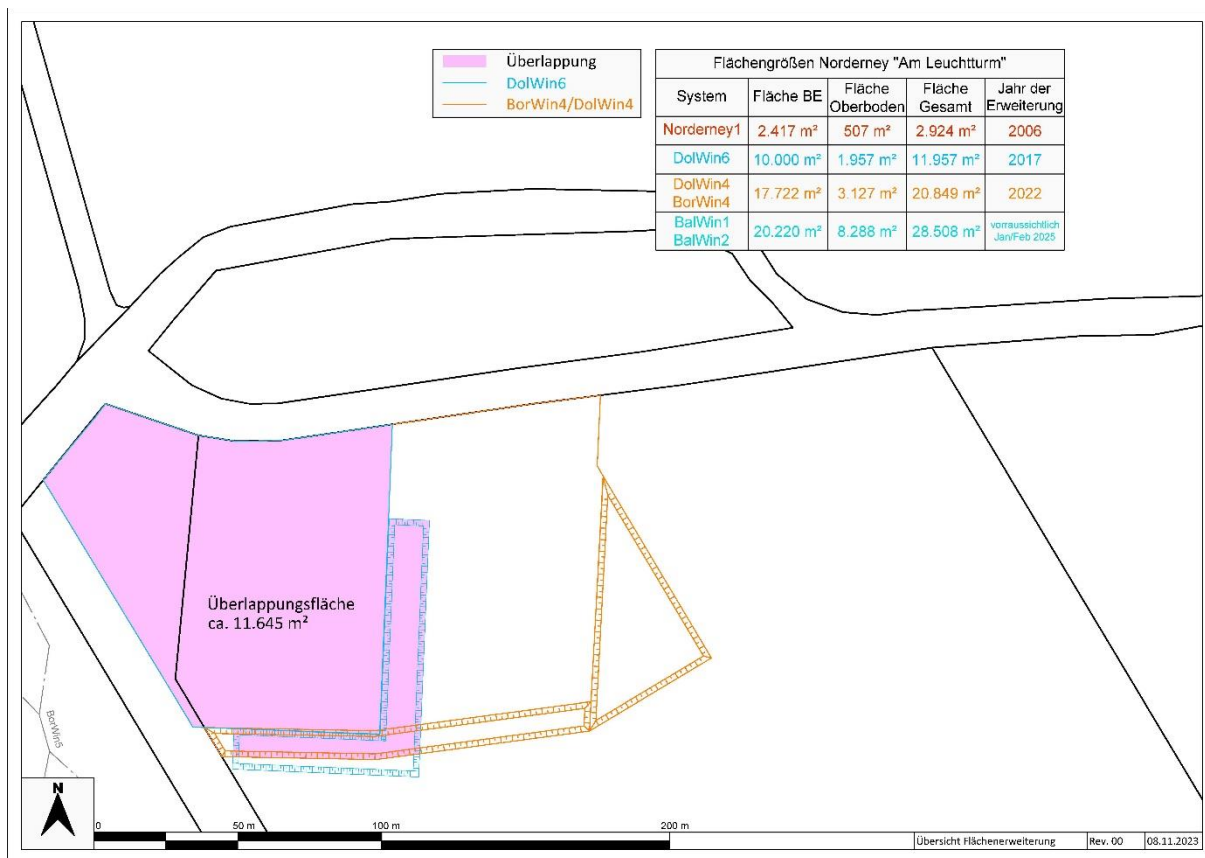 Überlappung
DolWin6
BorWin4/DolWin4
Flächengrößen Norderney "Am Leuchtturm"
System Fläche BE Fläche Oberboden Fläche Gesamt Jahr der Erweiterung
Norderney1 2.417 m² 507 m² 2.924 m² 2006
DolWin6 10.000 m² 1.957 m² 11.957 m² 2017
DolWin4 BorWin4 17.722 m² 3.127 m² 20.849 m² 2022
BalWin1 BalWin2 20.220 m² 8.288 m² 28.508 m² vorraussichtlich Jan/Feb 2025
Überlappungsfläche
ca. 11.645 m²
BorWin5
N
0 50 m 100 m 200 m
Übersicht Flächenerweiterung Rev. 00 08.11.2023